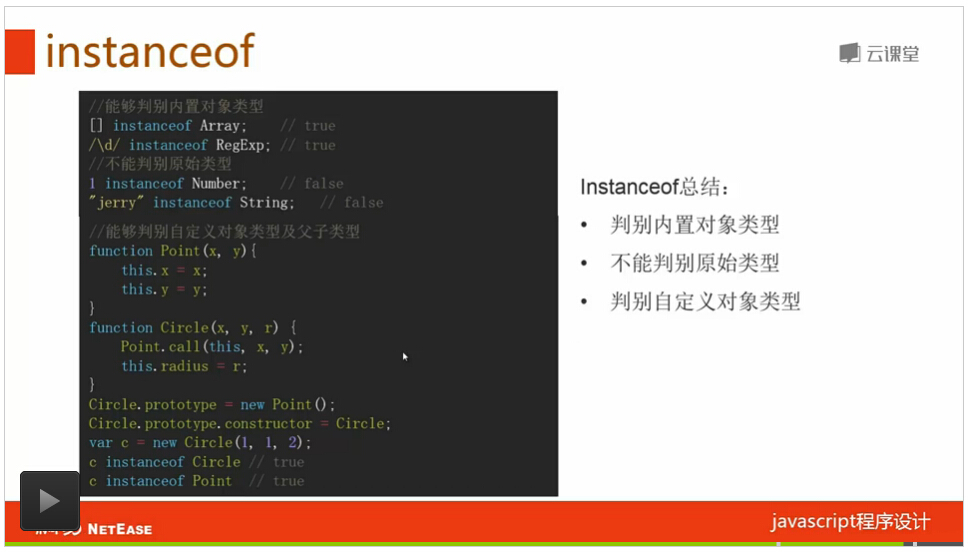 instanceof
云课堂
//能够判别内置对象类型
[] instanceof Array; // true
/\d/ instanceof RegExp; // true
//不能判别原始类型
1 instanceof Number; // false
"jerry" instanceof String; // false
//能够判别自定义对象类型及父子类型
function Point(x, y){
this.x = x;
this.y = y;
}
function Circle(x, y, r) {
Point.call(this, x, y);
this.radius = r;
}
Circle.prototype = new Point();
Circle.prototype.constructor = Circle;
var c = new Circle(1, 1, 2);
c instanceof Circle // true
c instanceof Point // true
Instanceof总结：
• 判别内置对象类型
• 不能判别原始类型
• 判别自定义对象类型
NETEASE
javascript程序设计